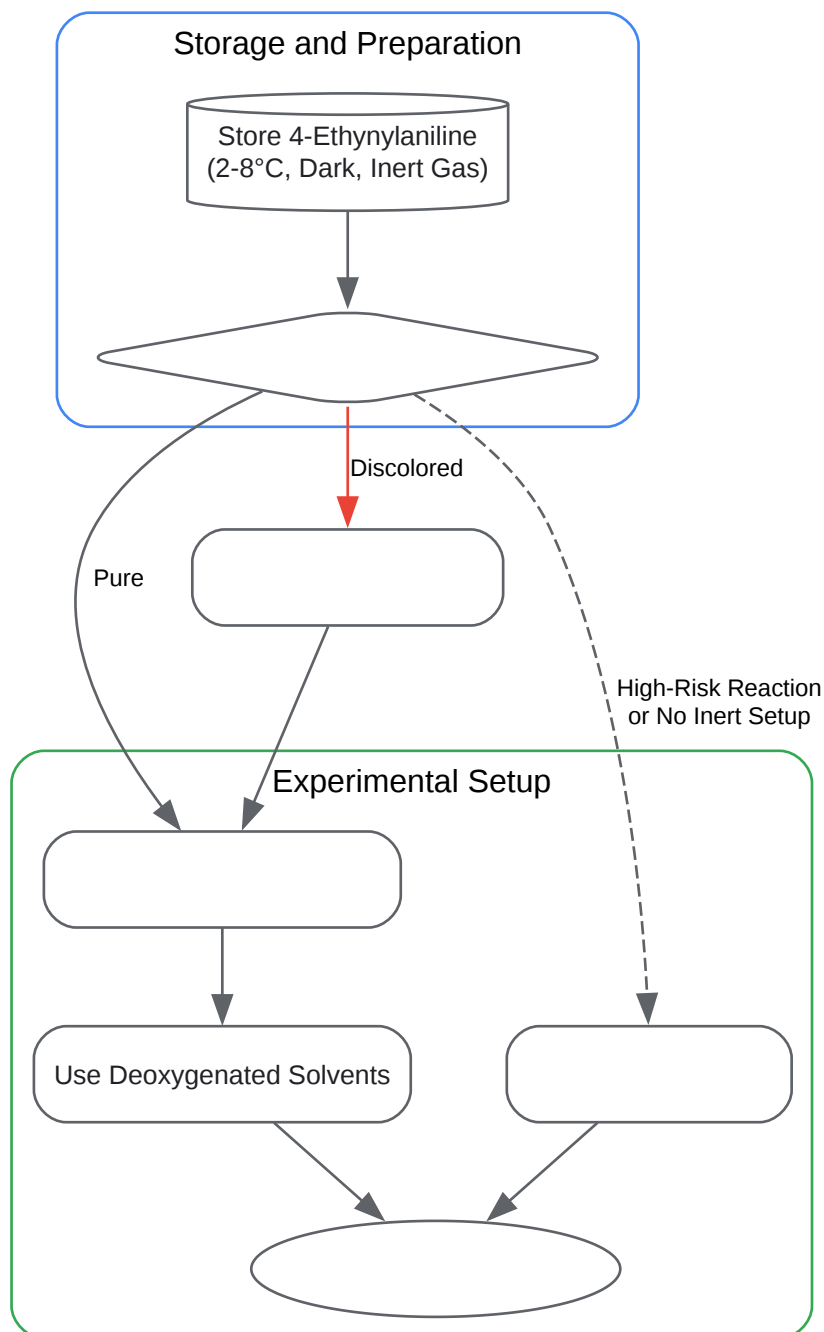 Storage and Preparation
Store 4-Ethynylaniline
(2-8°C, Dark, Inert Gas)
Discolored
Pure
High-Risk Reaction
or No Inert Setup
Experimental Setup
Use Deoxygenated Solvents